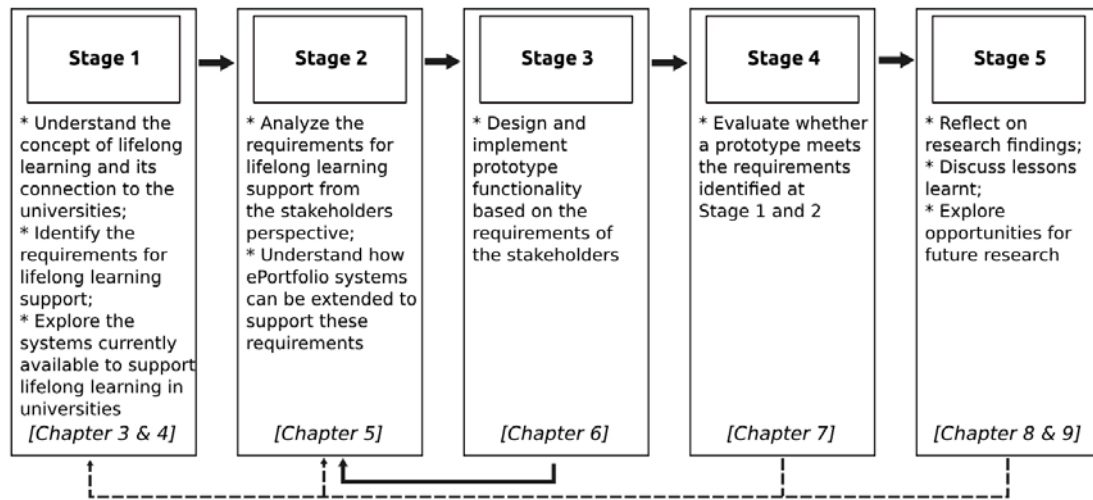 Stage 1
* Understand the
concept of lifelong
learning and its
connection to the
universities;
* Identify the
requirements for
lifelong learning
support;
* Explore the
systems currently
available to support
lifelong learning in
universities
[Chapter 3 & 4]
Stage 2
* Analyze the
requirements for
lifelong learning
support from
the stakeholders
perspective;
* Understand how
ePortfolio systems
can be extended to
support these
requirements
[Chapter 5]
Stage 3
* Design and
implement
prototype
functionality
based on the
requirements of
the stakeholders
[Chapter 6]
Stage 4
* Evaluate whether
a prototype meets
the requirements
identified at
Stage 1 and 2
[Chapter 7]
Stage 5
* Reflect on
research findings;
* Discuss lessons
learnt;
* Explore
opportunities for
future research
[Chapter 8 & 9]